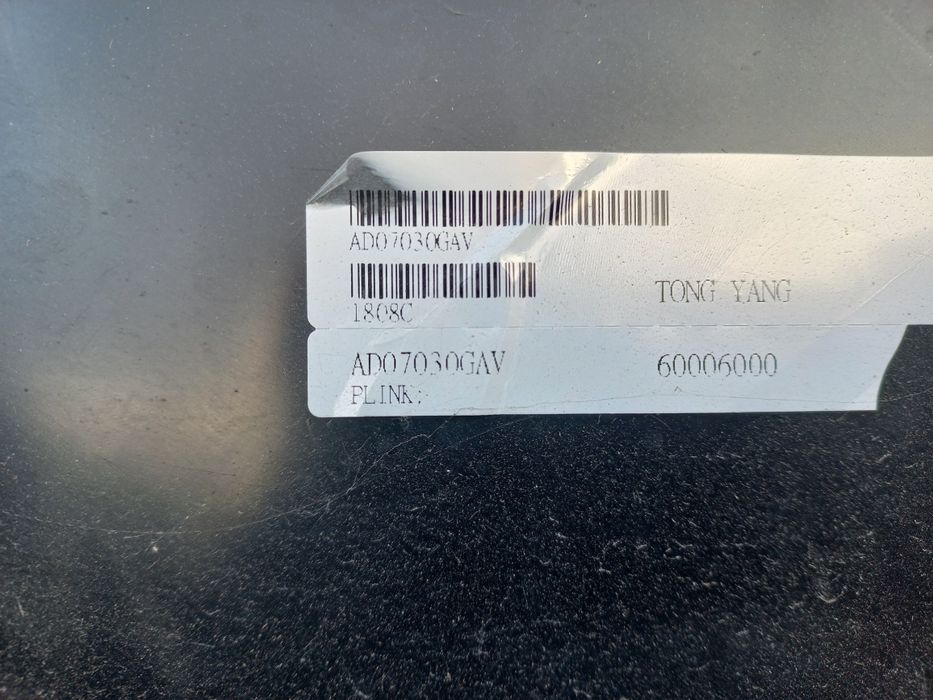 AD07030GAV
1808C
TONG YANG
AD07030GAV
60006000
PLINK: